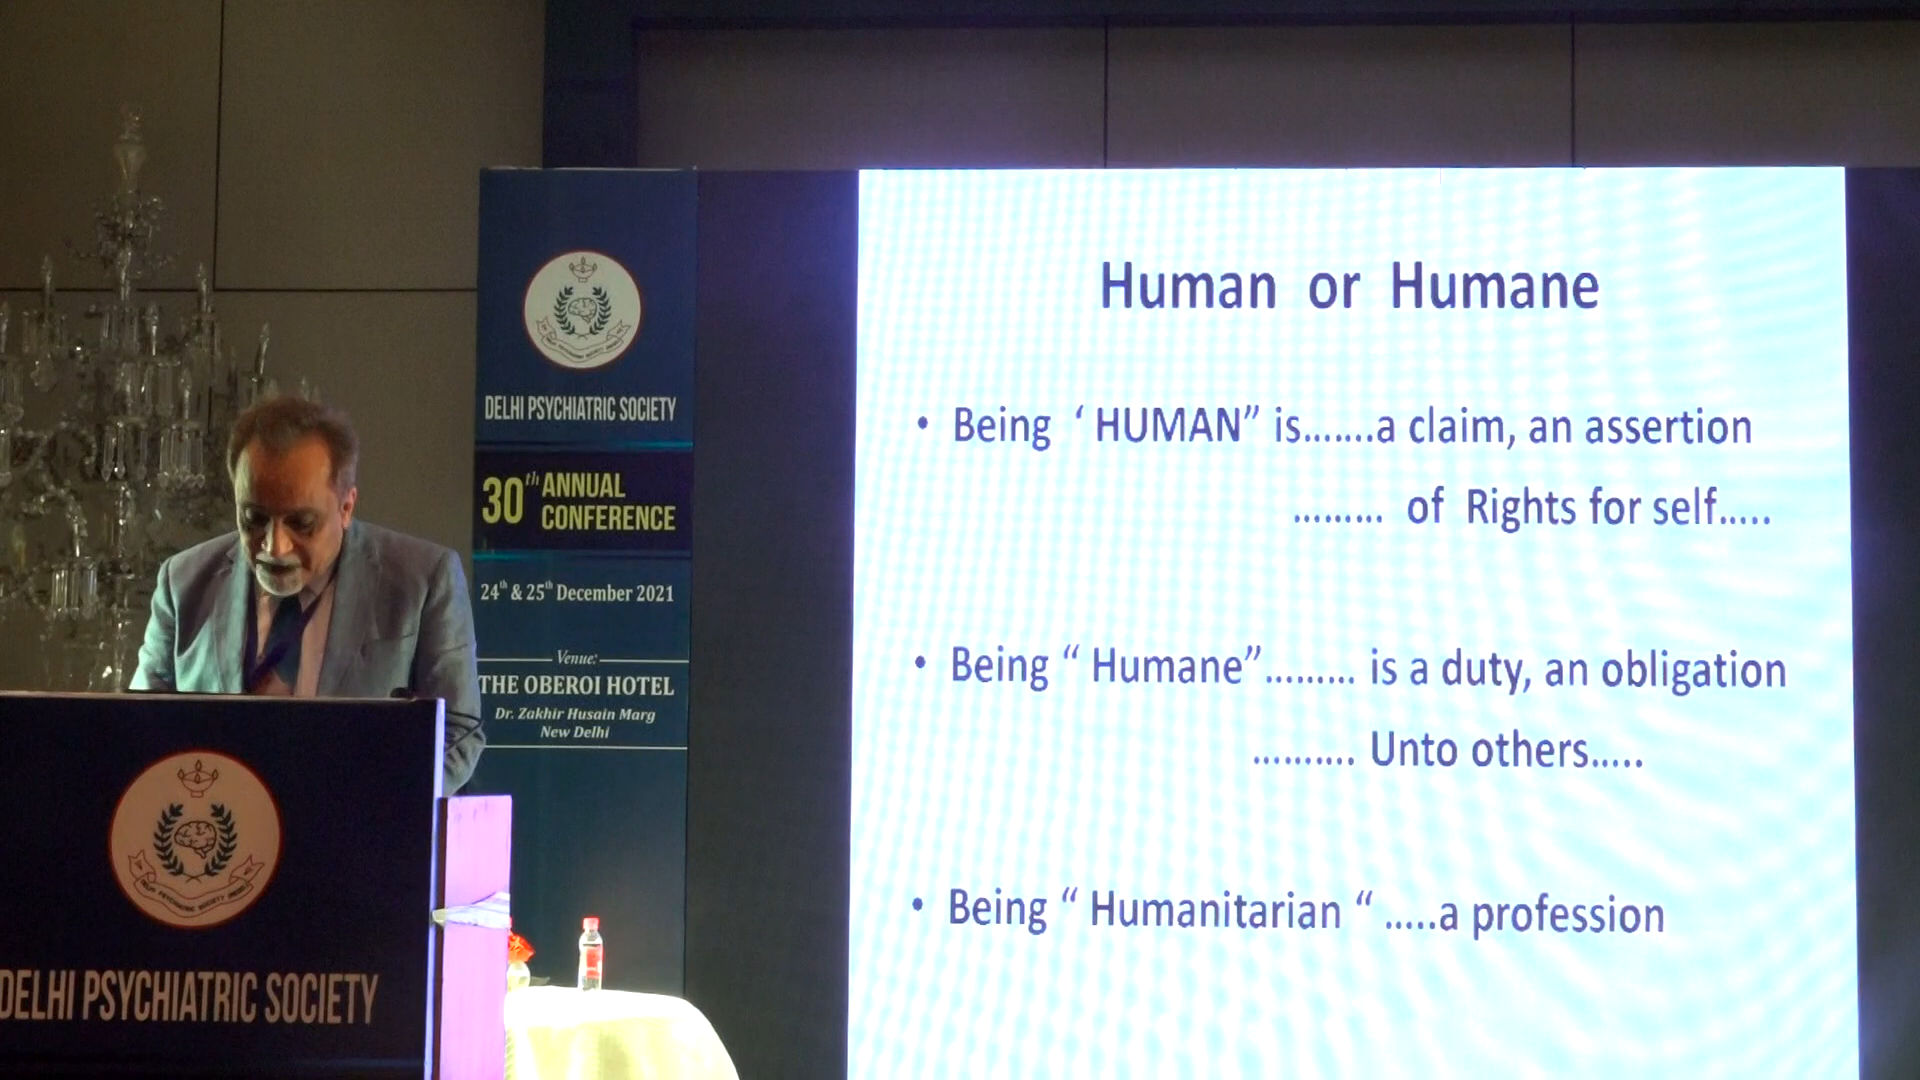 DELHI PSYCHIATRIC SOCIETY
30th ANNUAL
CONFERENCE
24th & 25th December 2021
Venue:
THE OBEROI HOTEL
Dr. Zakhir Husain Marg
New Delhi
Human or Humane
• Being ‘ HUMAN” is.......a claim, an assertion
......... of Rights for self.....
• Being “ Humane”......... is a duty, an obligation
.......... Unto others.....
• Being “ Humanitarian “ .....a profession
DELHI PSYCHIATRIC SOCIETY